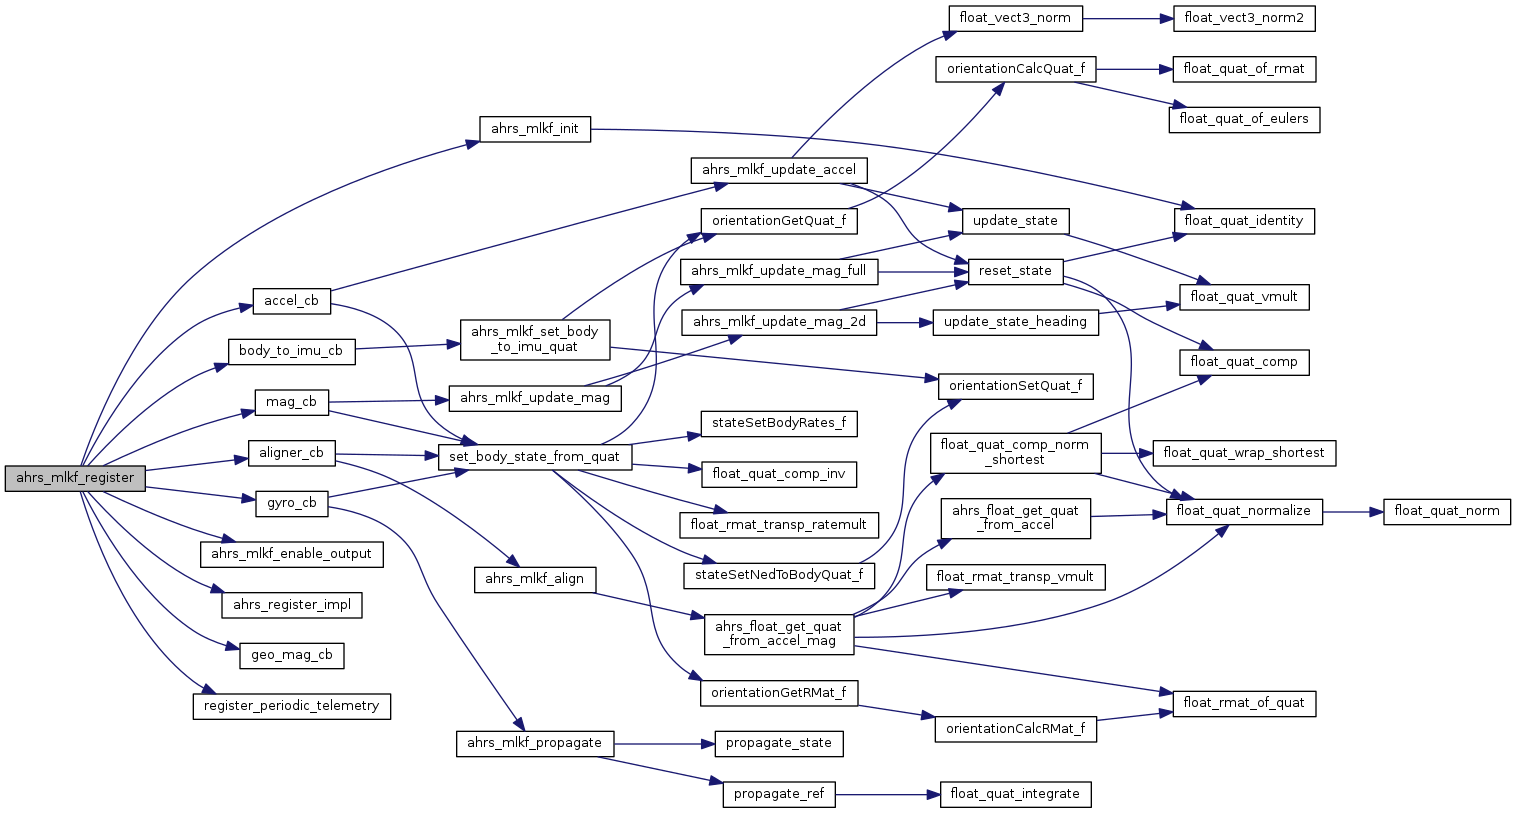 float_vect3_norm
float_vect3_norm2
orientationCalcQuat_f
float_quat_of_rmat
float_quat_of_eulers
ahrs_mlkf_init
ahrs_mlkf_update_accel
orientationGetQuat_f
update_state
float_quat_identity
ahrs_mlkf_update_mag_full
reset_state
accel_cb
float_quat_vmult
ahrs_mlkf_set_body
_to_imu_quat
ahrs_mlkf_update_mag_2d
update_state_heading
body_to_imu_cb
float_quat_comp
orientationSetQuat_f
mag_cb
ahrs_mlkf_update_mag
stateSetBodyRates_f
aligner_cb
set_body_state_from_quat
float_quat_comp_norm
_shortest
float_quat_wrap_shortest
ahrs_mlkf_register
float_quat_comp_inv
gyro_cb
float_rmat_transp_ratemult
ahrs_float_get_quat
_from_accel
float_quat_normalize
float_quat_norm
ahrs_mlkf_enable_output
ahrs_mlkf_align
stateSetNedToBodyQuat_f
float_rmat_transp_vmult
ahrs_register_impl
ahrs_float_get_quat
_from_accel_mag
geo_mag_cb
orientationGetRMat_f
register_periodic_telemetry
float_rmat_of_quat
orientationCalcRMat_f
ahrs_mlkf_propagate
propagate_state
propagate_ref
float_quat_integrate